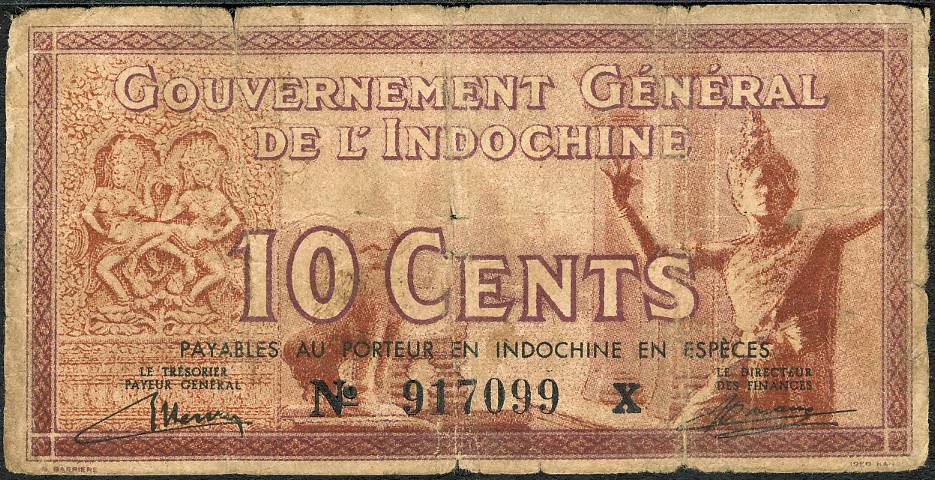 GOUVERNEMENT GÉNÉRAL
DE L'INDOCHINE
10 CENTS
PAYABLES AU PORTEUR EN INDOCHINE EN ESPÈCES
LE TRÉSORIER
PAYEUR GÉNÉRAL
LE DIRECTEUR
DES FINANCES
Nº 917099 X
G. BARRIÈRE